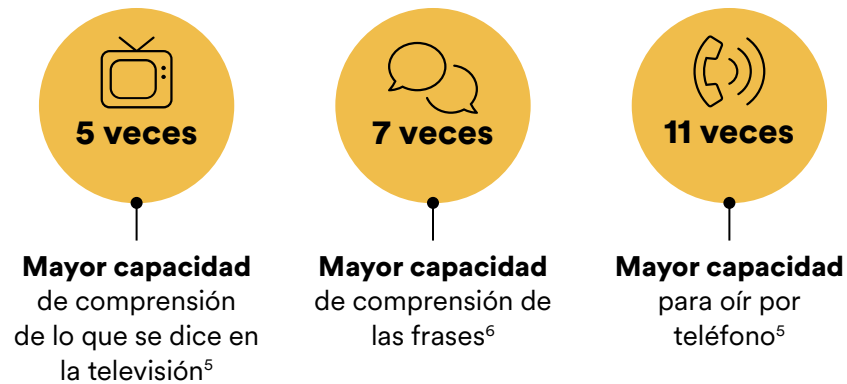 5 veces
Mayor capacidad
de comprensión
de lo que se dice en
la televisión⁵
7 veces
Mayor capacidad
de comprensión de
las frases⁶
11 veces
Mayor capacidad
para oír por
teléfono⁵